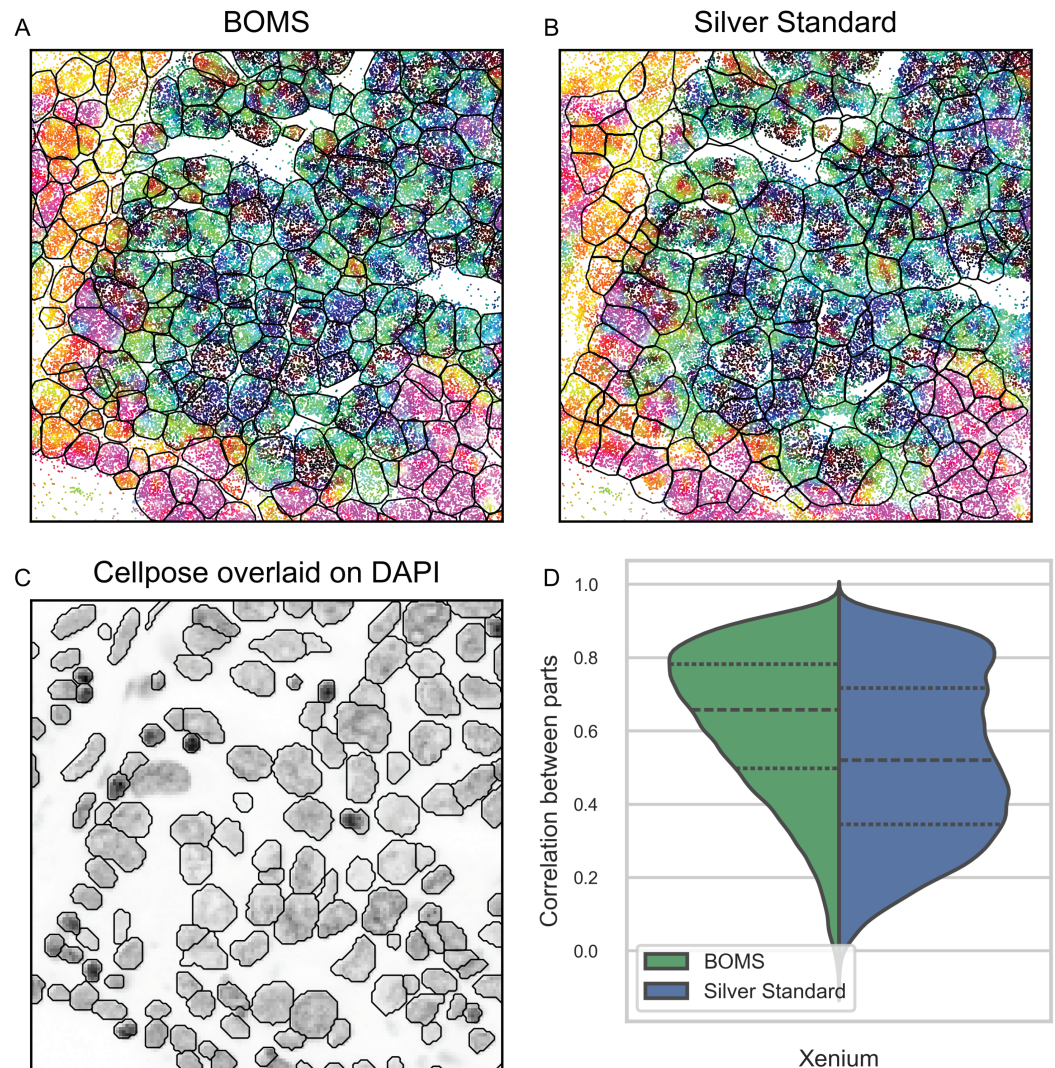 A
BOMS
B
Silver Standard
C
Cellpose overlaid on DAPI
D
Correlation between parts
1.0
0.8
0.6
0.4
0.2
0.0
BOMS
Silver Standard
Xenium